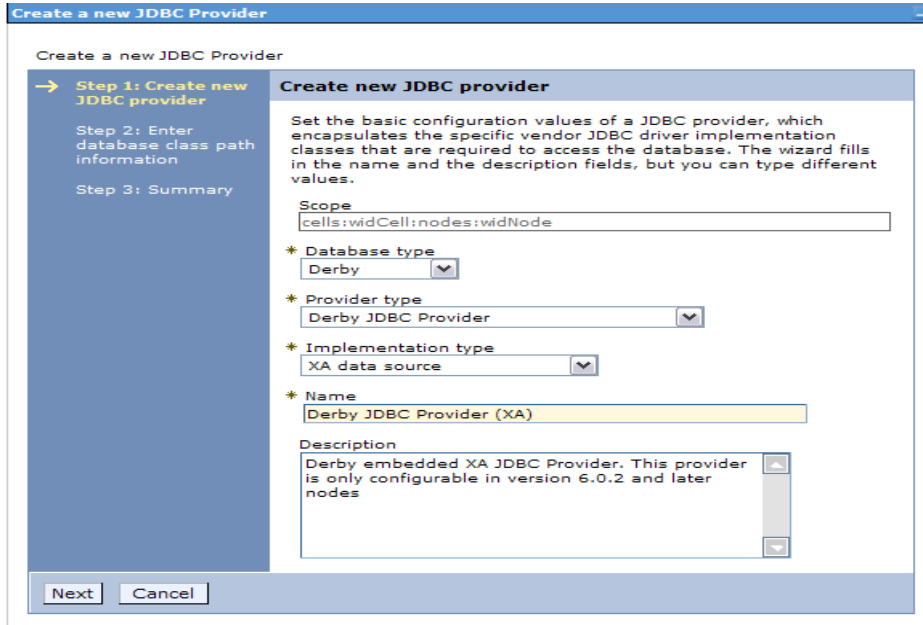 Create a new JDBC Provider
Create a new JDBC Provider
Step 1: Create new
JDBC provider
Step 2: Enter
database class path
information
Step 3: Summary
Create new JDBC provider
Set the basic configuration values of a JDBC provider, which
encapsulates the specific vendor JDBC driver implementation
classes that are required to access the database. The wizard fills
in the name and the description fields, but you can type different
values.
Scope
cells:widCell:nodes:widNode
* Database type
Derby
* Provider type
Derby JDBC Provider
* Implementation type
XA data source
* Name
Derby JDBC Provider (XA)
Description
Derby embedded XA JDBC Provider. This provider
is only configurable in version 6.0.2 and later
nodes
Next Cancel